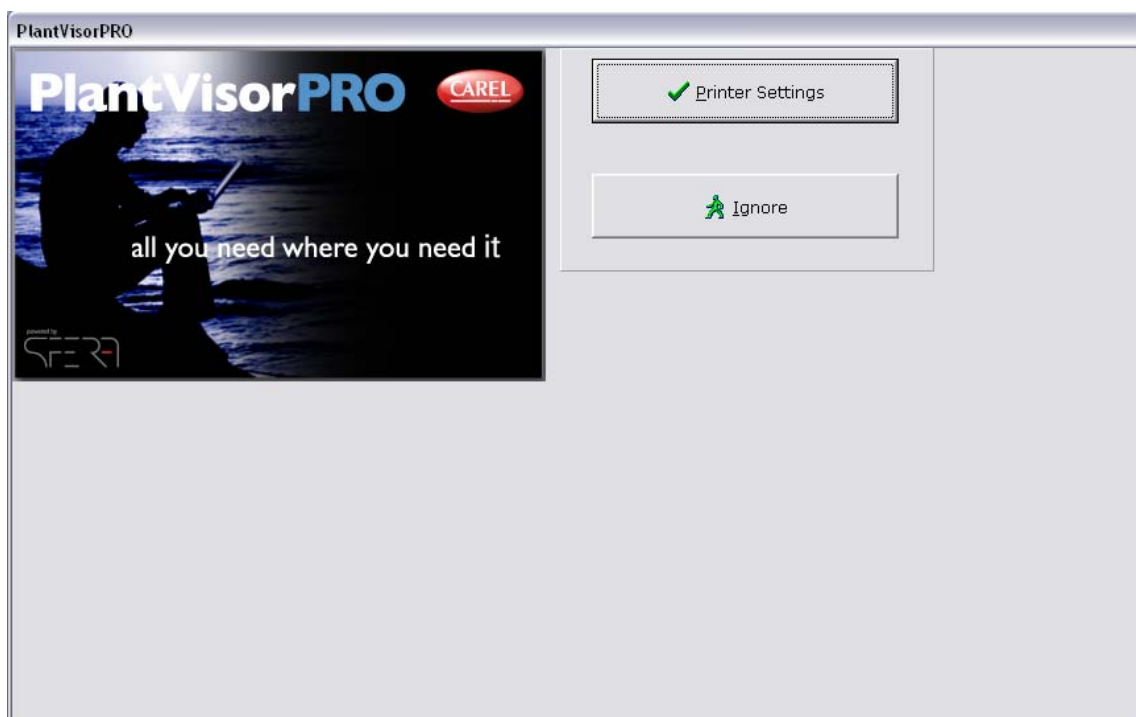 PlantVisorPRO
PlantVisorPRO CAREL
all you need where you need it
powered by
SFERA
Printer Settings
Ignore